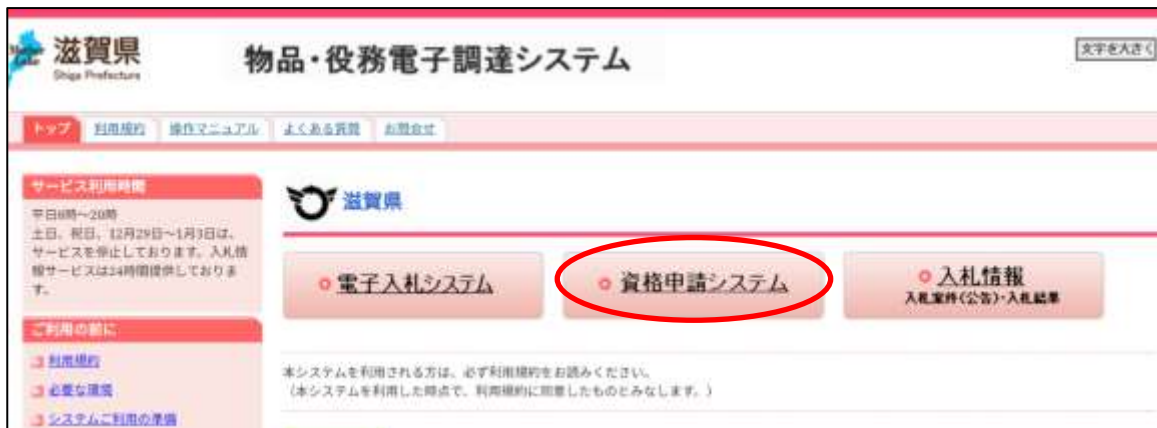 滋賀県
Shiga Prefecture
物品・役務電子調達システム
文字を大きく
トップ
利用規約
操作マニュアル
よくある質問
お問合せ
サービス利用時間
平日8時～20時
土日、祝日、12月29日～1月3日は、
サービスを停止しております。入札情
報サービスは24時間提供しておりま
す。
滋賀県
電子入札システム
資格申請システム
入札情報
入札案件(公告)・入札結果
ご利用の前に
利用規約
必要な環境
システムご利用の準備
本システムを利用される方は、必ず利用規約をお読みください。
（本システムを利用した時点で、利用規約に同意したものとみなします。）